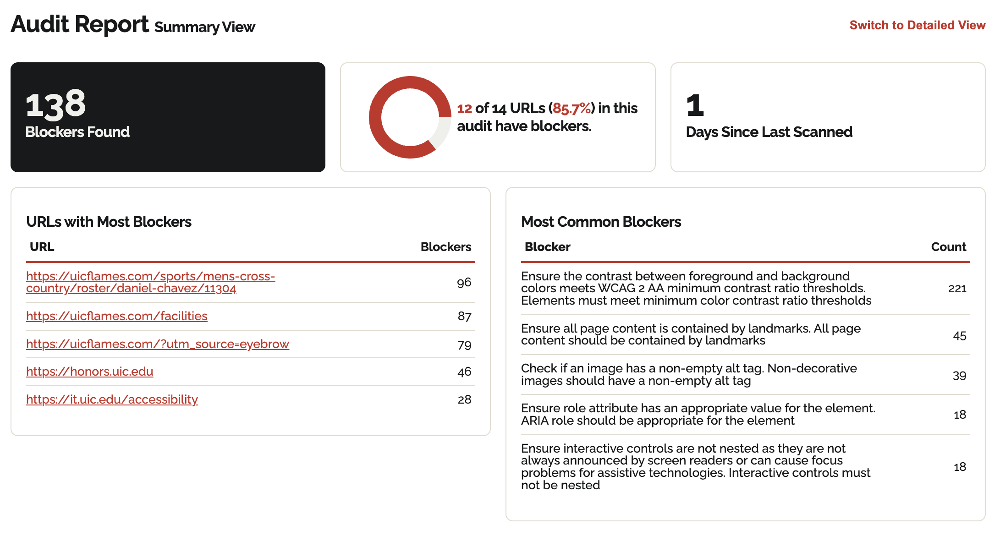 Audit Report Summary View
Switch to Detailed View
138
Blockers Found
12 of 14 URLs (85.7%) in this
audit have blockers.
1
Days Since Last Scanned
URLs with Most Blockers
URL Blockers
https://uicflames.com/sports/mens-cross-
country/roster/daniel-chavez/11304
96
https://uicflames.com/facilities 87
https://uicflames.com/?utm_source=eyebrow 79
https://honors.uic.edu 46
https://it.uic.edu/accessibility 28
Most Common Blockers
Blocker Count
Ensure the contrast between foreground and background
colors meets WCAG 2 AA minimum contrast ratio thresholds. 221
Elements must meet minimum color contrast ratio thresholds
Ensure all page content is contained by landmarks. All page
content should be contained by landmarks
45
Check if an image has a non-empty alt tag. Non-decorative
images should have a non-empty alt tag
39
Ensure role attribute has an appropriate value for the element.
ARIA role should be appropriate for the element
18
Ensure interactive controls are not nested as they are not
always announced by screen readers or can cause focus
problems for assistive technologies. Interactive controls must
not be nested
18